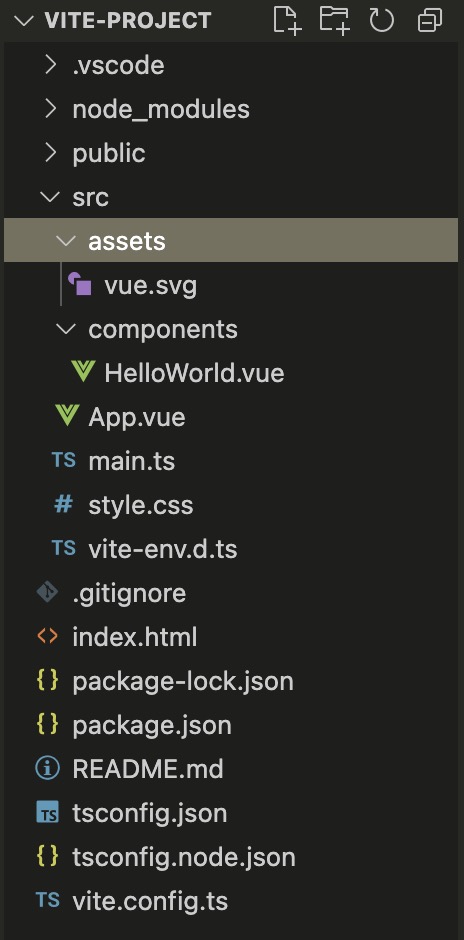 VITE-PROJECT
.vscode
node_modules
public
src
assets
vue.svg
components
HelloWorld.vue
App.vue
TS main.ts
# style.css
TS vite-env.d.ts
.gitignore
<> index.html
{} package-lock.json
{} package.json
README.md
TS tsconfig.json
{} tsconfig.node.json
TS vite.config.ts